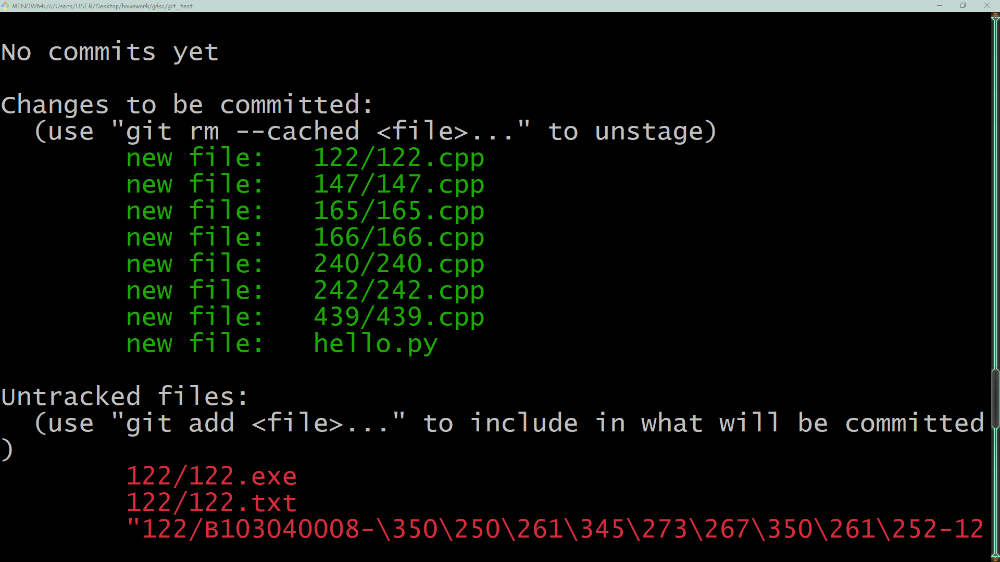 MINGW64:/c/Users/USER/Desktop/homework/gdsc/git_test
No commits yet
Changes to be committed:
  (use "git rm --cached <file>..." to unstage)
        new file:   122/122.cpp
        new file:   147/147.cpp
        new file:   165/165.cpp
        new file:   166/166.cpp
        new file:   240/240.cpp
        new file:   242/242.cpp
        new file:   439/439.cpp
        new file:   hello.py
Untracked files:
  (use "git add <file>..." to include in what will be committed
)
        122/122.exe
        122/122.txt
        "122/B103040008-\350\250\261\345\273\267\350\261\252-12